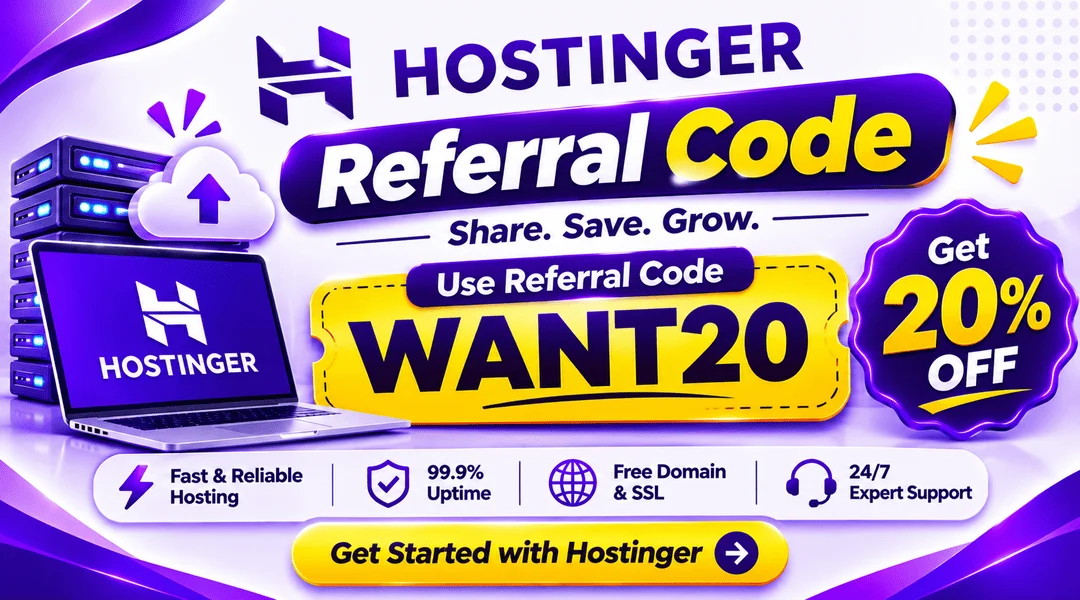 HOSTINGER
Referral Code
Share. Save. Grow.
Use Referral Code
WANT20
Get
20%
OFF
HOSTINGER
Fast & Reliable
Hosting
99.9%
Uptime
Free Domain
& SSL
24/7
Expert Support
Get Started with Hostinger